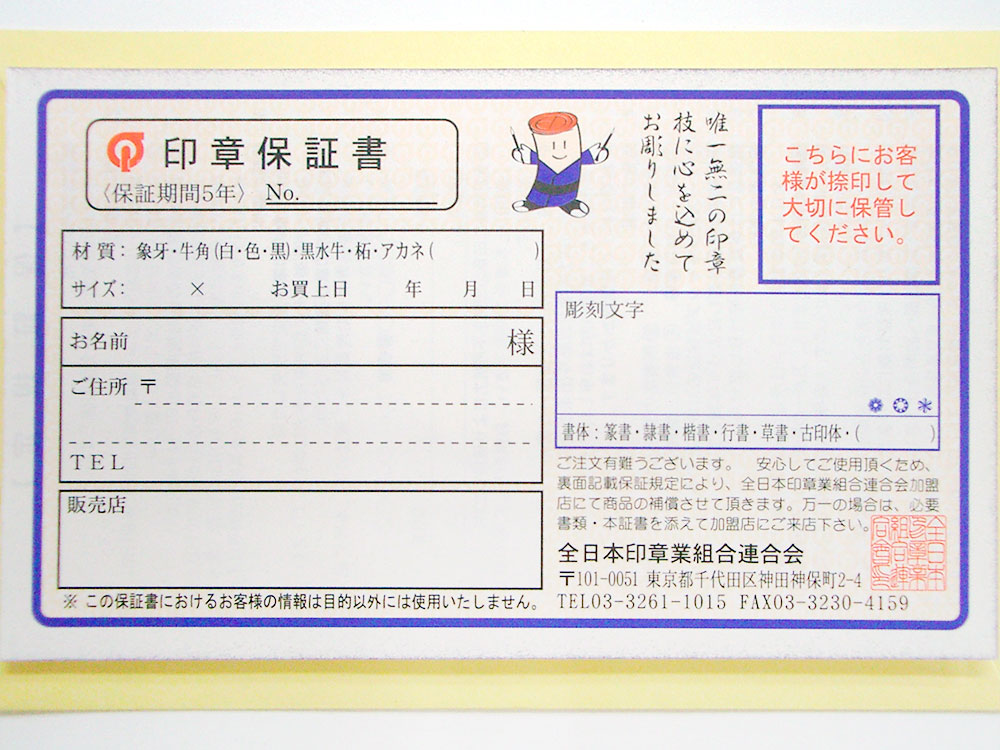 印章保証書
〈保証期間5年〉 No.
唯一無二の印章
技に心を込めて
お彫りしました
こちらにお客
様が捺印して
大切に保管し
てください。
材 質： 象牙・牛角(白・色・黒)・黒水牛・柘・アカネ( )
サイズ： × お買上日 年 月 日
お名前 様
ご住所 〒
TEL
販売店
※ この保証書におけるお客様の情報は目的以外には使用いたしません。
彫刻文字
書体：篆書・隷書・楷書・行書・草書・古印体・( )
ご注文有難うございます。 安心してご使用頂くため、
裏面記載保証規定により、全日本印章業組合連合会加盟
店にて商品の補償させて頂きます。万一の場合は、必要
書類・本証書を添えて加盟店にご来店下さい。
全日本印章業組合連合会
〒101-0051 東京都千代田区神田神保町2-4
TEL03-3261-1015 FAX03-3230-4159